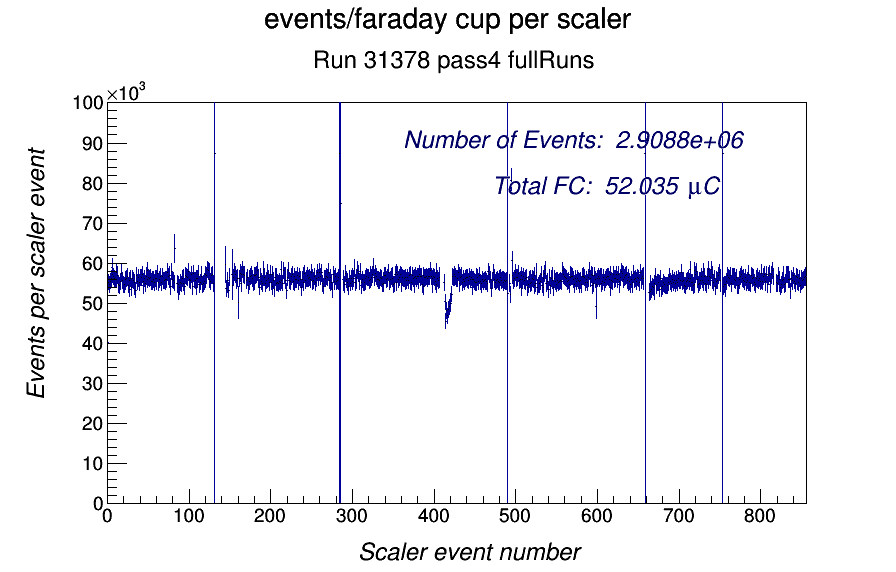 events/faraday cup per scaler
Run 31378 pass4 fullRuns
×10³
Number of Events: 2.9088e+06
Total FC: 52.035 μC
100
90
80
70
60
50
40
30
20
10
0
Events per scaler event
0 100 200 300 400 500 600 700 800
Scaler event number